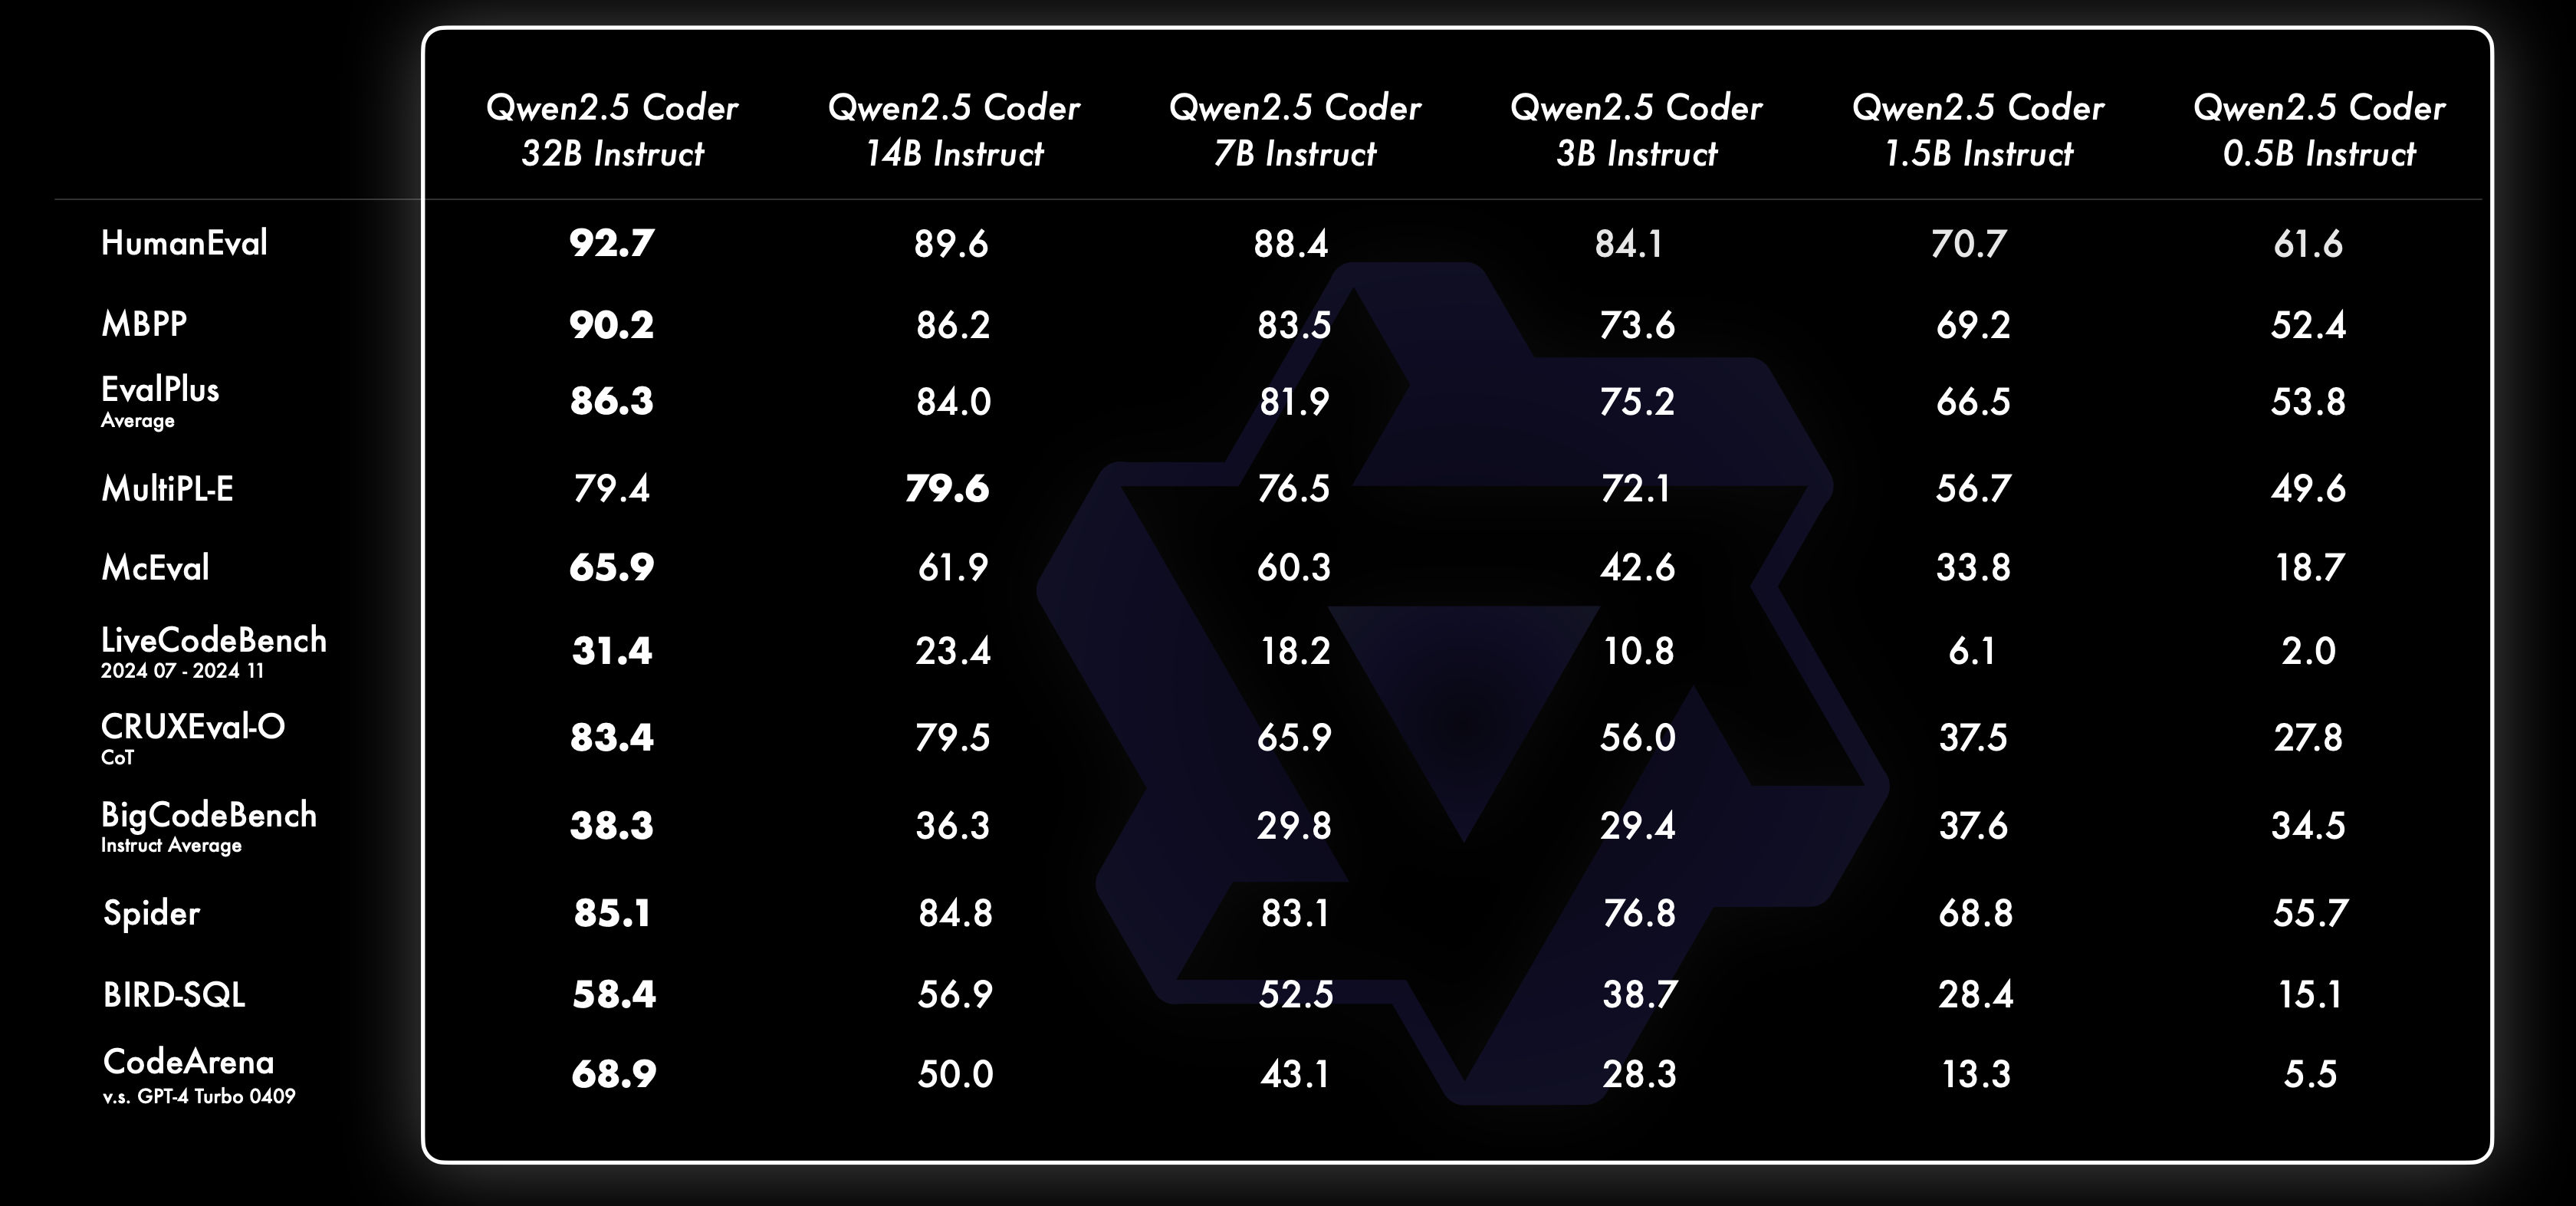 Qwen2.5 Coder 32B Instruct Qwen2.5 Coder 14B Instruct Qwen2.5 Coder 7B Instruct Qwen2.5 Coder 3B Instruct Qwen2.5 Coder 1.5B Instruct Qwen2.5 Coder 0.5B Instruct
HumanEval 92.7 89.6 88.4 84.1 70.7 61.6
MBPP 90.2 86.2 83.5 73.6 69.2 52.4
EvalPlus 86.3 84.0 81.9 75.2 66.5 53.8
Average
MultiPL-E 79.4 79.6 76.5 72.1 56.7 49.6
McEval 65.9 61.9 60.3 42.6 33.8 18.7
LiveCodeBench 31.4 23.4 18.2 10.8 6.1 2.0
2024 07 - 2024 11
CRUXEval-O 83.4 79.5 65.9 56.0 37.5 27.8
CoT
BigCodeBench 38.3 36.3 29.8 29.4 37.6 34.5
Instruct Average
Spider 85.1 84.8 83.1 76.8 68.8 55.7
BIRD-SQL 58.4 56.9 52.5 38.7 28.4 15.1
CodeArena 68.9 50.0 43.1 28.3 13.3 5.5
v.s. GPT-4 Turbo 0409